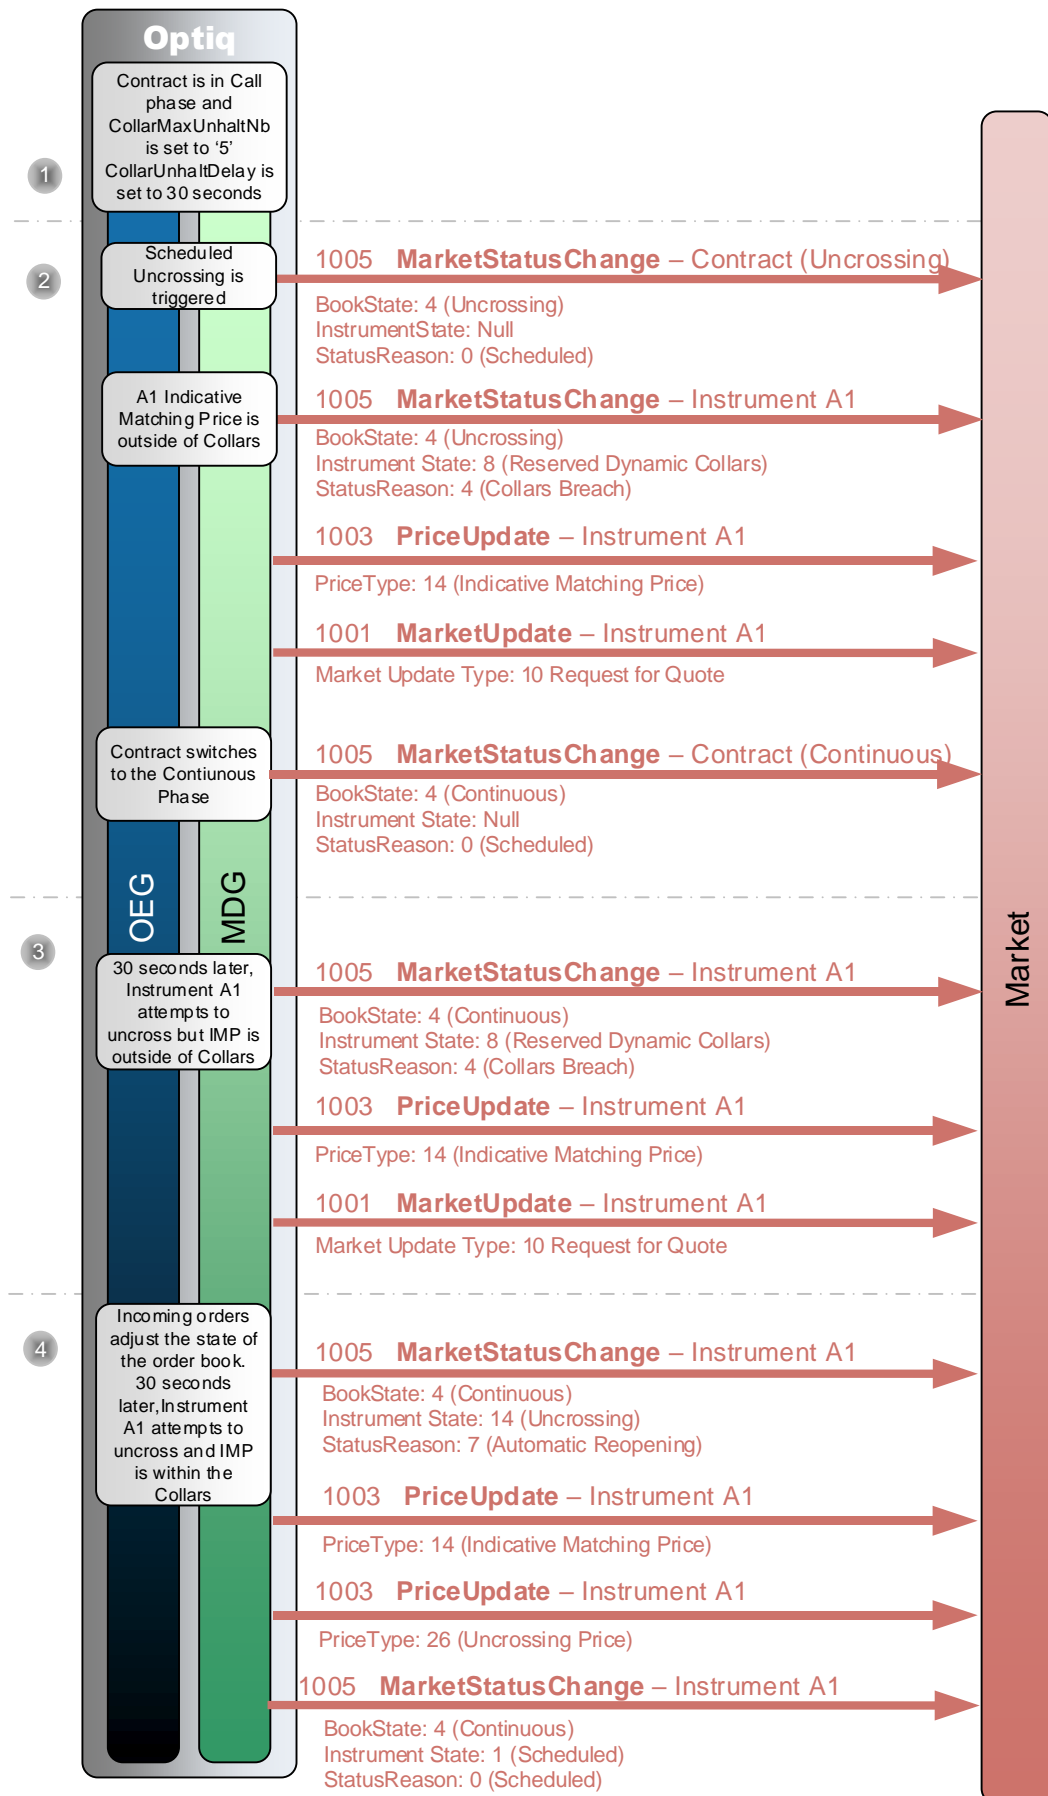 Optiq
Contract is in Call
phase and
CollarMaxUnhaltNb
is set to ‘5’
CollarUnhaltDelay is
set to 30 seconds
1
2
Scheduled
Uncrossing is
triggered
1005 MarketStatusChange – Contract (Uncrossing)
BookState: 4 (Uncrossing)
InstrumentState: Null
StatusReason: 0 (Scheduled)
A1 Indicative
Matching Price is
outside of Collars
1005 MarketStatusChange – Instrument A1
BookState: 4 (Uncrossing)
Instrument State: 8 (Reserved Dynamic Collars)
StatusReason: 4 (Collars Breach)
1003 PriceUpdate – Instrument A1
PriceType: 14 (Indicative Matching Price)
1001 MarketUpdate – Instrument A1
Market Update Type: 10 Request for Quote
Contract switches
to the Contiunous
Phase
1005 MarketStatusChange – Contract (Continuous)
BookState: 4 (Continuous)
Instrument State: Null
StatusReason: 0 (Scheduled)
OEG
MDG
Market
3
30 seconds later,
Instrument A1
attempts to
uncross but IMP is
outside of Collars
1005 MarketStatusChange – Instrument A1
BookState: 4 (Continuous)
Instrument State: 8 (Reserved Dynamic Collars)
StatusReason: 4 (Collars Breach)
1003 PriceUpdate – Instrument A1
PriceType: 14 (Indicative Matching Price)
1001 MarketUpdate – Instrument A1
Market Update Type: 10 Request for Quote
4
Incoming orders
adjust the state of
the order book.
30 seconds
later,Instrument
A1 attempts to
uncross and IMP
is within the
Collars
1005 MarketStatusChange – Instrument A1
BookState: 4 (Continuous)
Instrument State: 14 (Uncrossing)
StatusReason: 7 (Automatic Reopening)
1003 PriceUpdate – Instrument A1
PriceType: 14 (Indicative Matching Price)
1003 PriceUpdate – Instrument A1
PriceType: 26 (Uncrossing Price)
1005 MarketStatusChange – Instrument A1
BookState: 4 (Continuous)
Instrument State: 1 (Scheduled)
StatusReason: 0 (Scheduled)